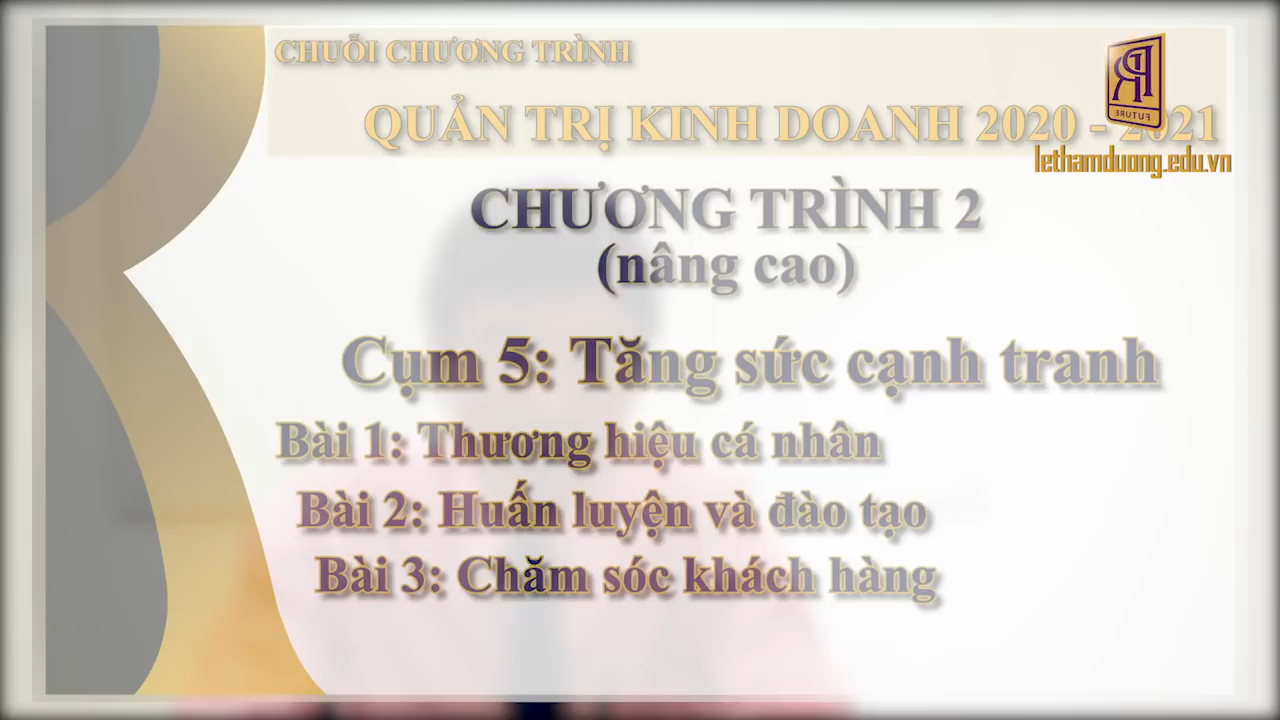 CHUỖI CHƯƠNG TRÌNH
QUẢN TRỊ KINH DOANH 2020 - 2021
FUTURE
lethamduong.edu.vn
CHƯƠNG TRÌNH 2
(nâng cao)
Cụm 5: Tăng sức cạnh tranh
Bài 1: Thương hiệu cá nhân
Bài 2: Huấn luyện và đào tạo
Bài 3: Chăm sóc khách hàng